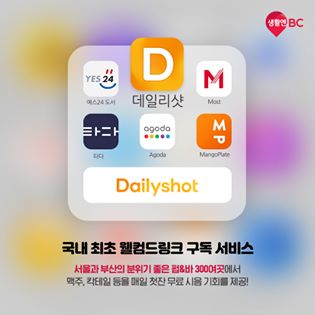 생활엔BC
YES24
D
M
예스24 도서
데일리샷
Most
타다
agoda
MP
타다
Agoda
MangoPlate
Dailyshot
국내 최초 웰컴드링크 구독 서비스
서울과 부산의 분위기 좋은 펍&바 300여곳에서
맥주, 칵테일 등을 매일 첫잔 무료 시음 기회를 제공!